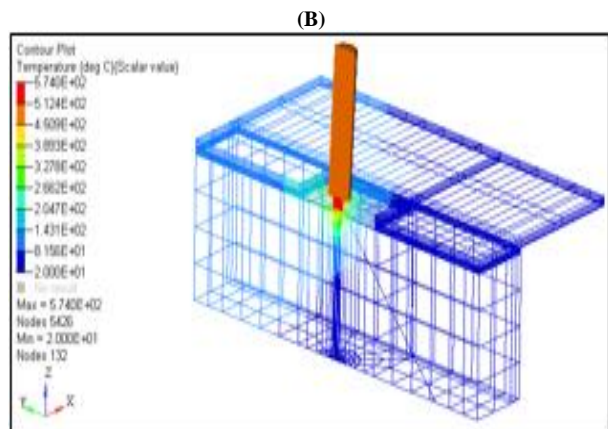 (B)
Contour Plot
Temperature (deg C)(Scalar value)
5.740E+02
5.124E+02
4.509E+02
3.893E+02
3.278E+02
2.662E+02
2.047E+02
1.431E+02
8.156E+01
2.000E+01
No result
Max = 5.740E+02
Nodes 5426
Min = 2.000E+01
Nodes 132
Z
Y
X